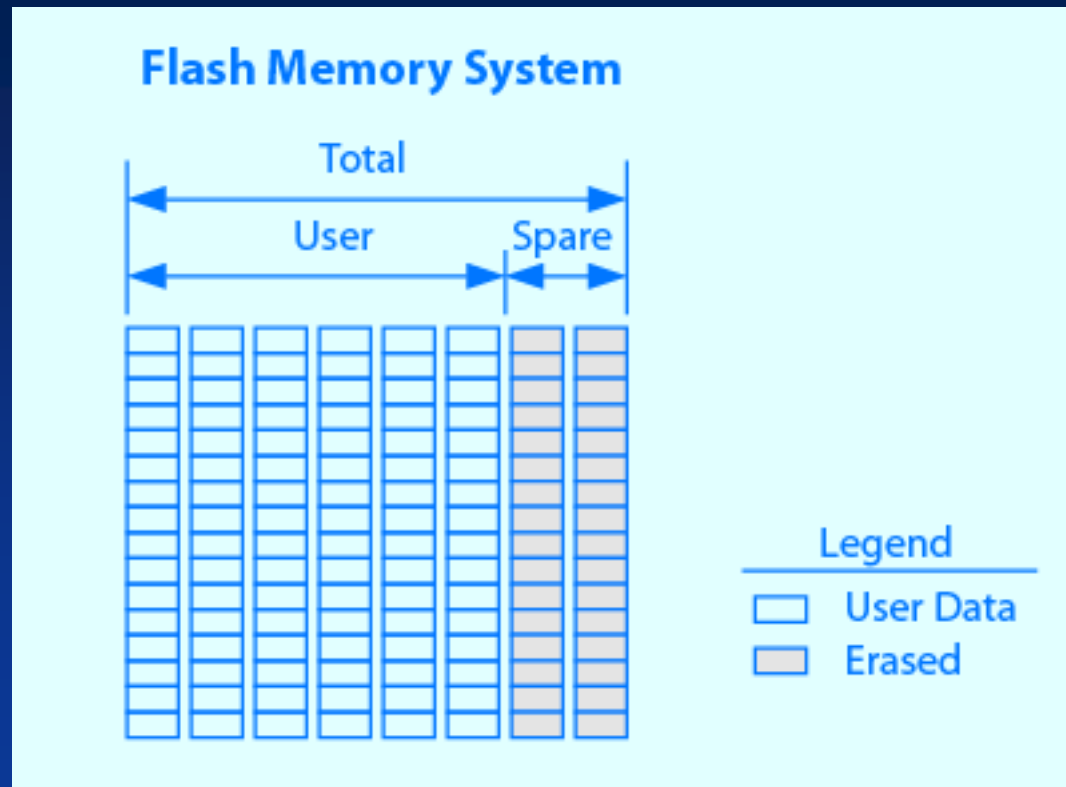 Flash Memory System
Total
User
Spare
Legend
User Data
Erased